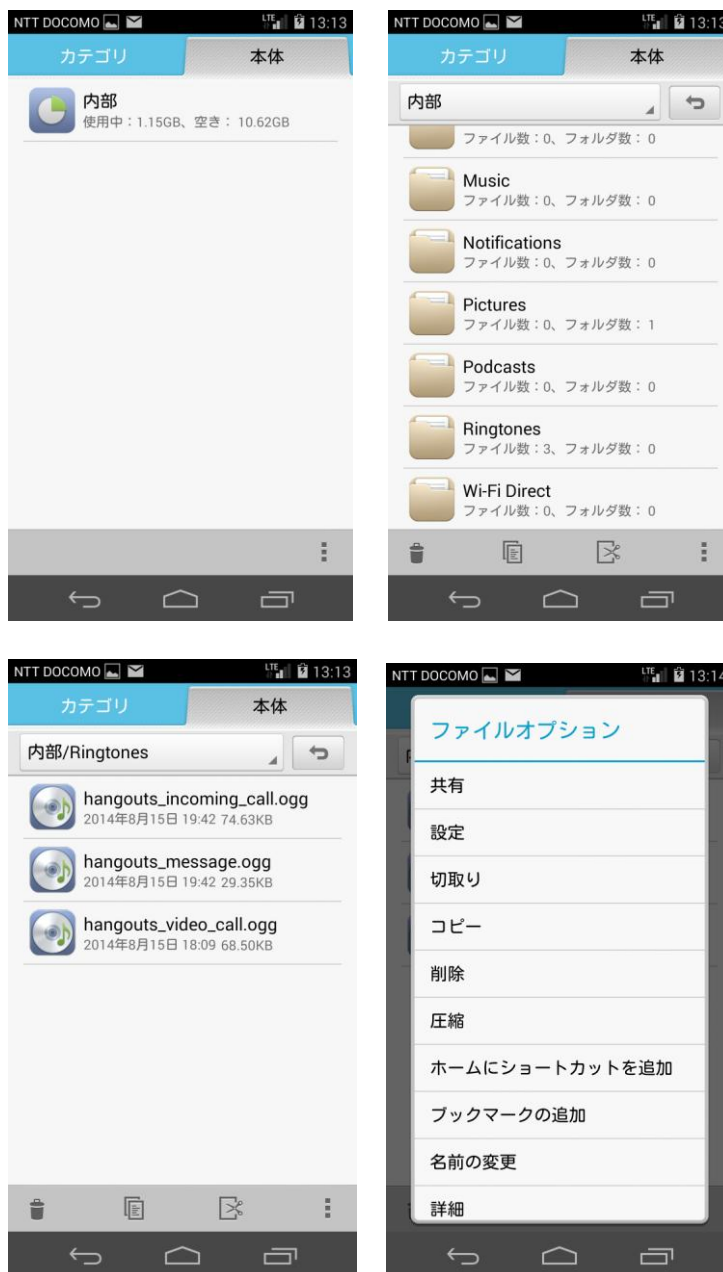 NTT DOCOMO LTE 13:13
カテゴリ 本体
内部
使用中：1.15GB、空き： 10.62GB
NTT DOCOMO LTE 13:13
カテゴリ 本体
内部
ファイル数：0、フォルダ数： 0
Music
ファイル数：0、フォルダ数： 0
Notifications
ファイル数：0、フォルダ数： 0
Pictures
ファイル数：0、フォルダ数： 1
Podcasts
ファイル数：0、フォルダ数： 0
Ringtones
ファイル数：3、フォルダ数： 0
Wi-Fi Direct
ファイル数：0、フォルダ数： 0
NTT DOCOMO LTE 13:13
カテゴリ 本体
内部/Ringtones
hangouts_incoming_call.ogg
2014年8月15日 19:42 74.63KB
hangouts_message.ogg
2014年8月15日 19:42 29.35KB
hangouts_video_call.ogg
2014年8月15日 18:09 68.50KB
NTT DOCOMO LTE 13:14
ファイルオプション
共有
設定
切取り
コピー
削除
圧縮
ホームにショートカットを追加
ブックマークの追加
名前の変更
詳細